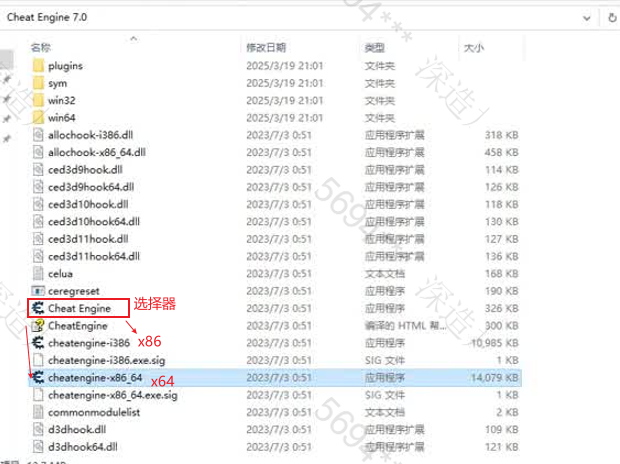 Cheat Engine 7.0
名称 修改日期 类型 大小
plugins 2025/3/19 21:01 文件夹
sym 2025/3/19 21:01 文件夹
win32 2025/3/19 21:01 文件夹
win64 2025/3/19 21:01 文件夹
allochook-i386.dll 2023/7/3 0:51 应用程序扩展 318 KB
allochook-x86_64.dll 2023/7/3 0:51 应用程序扩展 458 KB
ced3d9hook.dll 2023/7/3 0:51 应用程序扩展 114 KB
ced3d9hook64.dll 2023/7/3 0:51 应用程序扩展 126 KB
ced3d10hook.dll 2023/7/3 0:51 应用程序扩展 118 KB
ced3d10hook64.dll 2023/7/3 0:51 应用程序扩展 130 KB
ced3d11hook.dll 2023/7/3 0:51 应用程序扩展 127 KB
ced3d11hook64.dll 2023/7/3 0:51 应用程序扩展 136 KB
celua 2023/7/3 0:51 文本文档 168 KB
ceregreset 2023/7/3 0:51 应用程序 190 KB
Cheat Engine 选择器 2023/7/3 0:51 应用程序 326 KB
CheatEngine 2023/7/3 0:51 编译的 HTML 帮... 300 KB
cheatengine-i386 x86 2023/7/3 0:51 应用程序 10,985 KB
cheatengine-i386.exe.sig 2023/7/3 0:51 SIG 文件 1 KB
cheatengine-x86_64 x64 2023/7/3 0:51 应用程序 14,079 KB
cheatengine-x86_64.exe.sig 2023/7/3 0:51 SIG 文件 1 KB
commonmodulelist 2023/7/3 0:51 文本文档 2 KB
d3dhook.dll 2023/7/3 0:51 应用程序扩展 109 KB
d3dhook64.dll 2023/7/3 0:51 应用程序扩展 121 KB